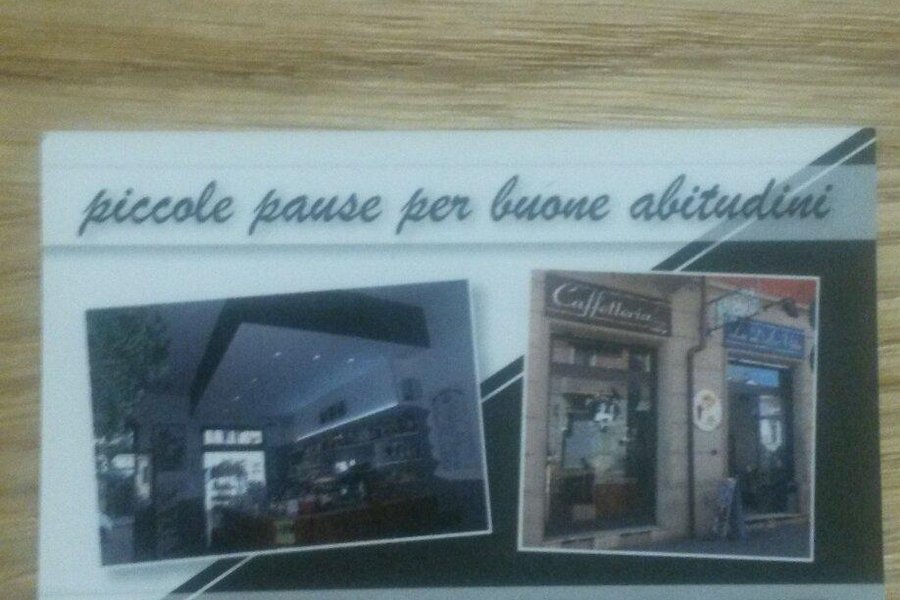 piccole pause per buone abitudini
Caffetteria